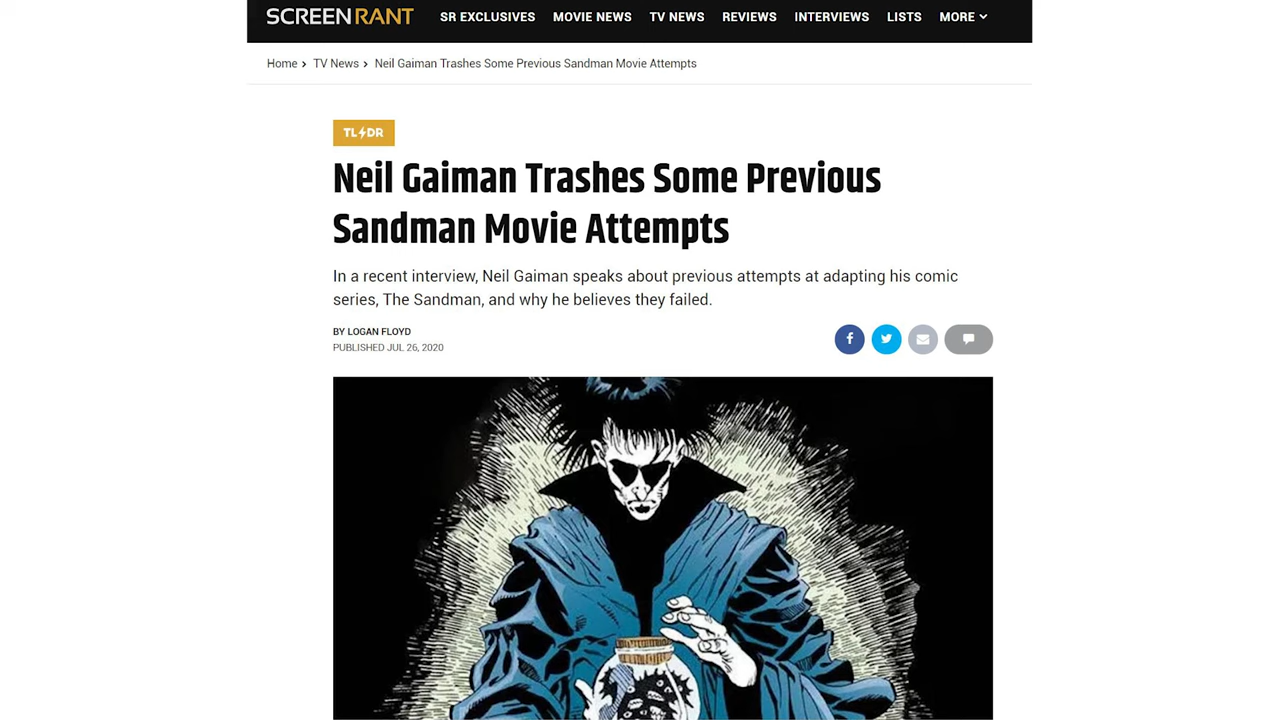 SCREENRANT SR EXCLUSIVES MOVIE NEWS TV NEWS REVIEWS INTERVIEWS LISTS MORE
Home > TV News > Neil Gaiman Trashes Some Previous Sandman Movie Attempts
TL DR
Neil Gaiman Trashes Some Previous
Sandman Movie Attempts
In a recent interview, Neil Gaiman speaks about previous attempts at adapting his comic
series, The Sandman, and why he believes they failed.
BY LOGAN FLOYD
PUBLISHED JUL 26, 2020